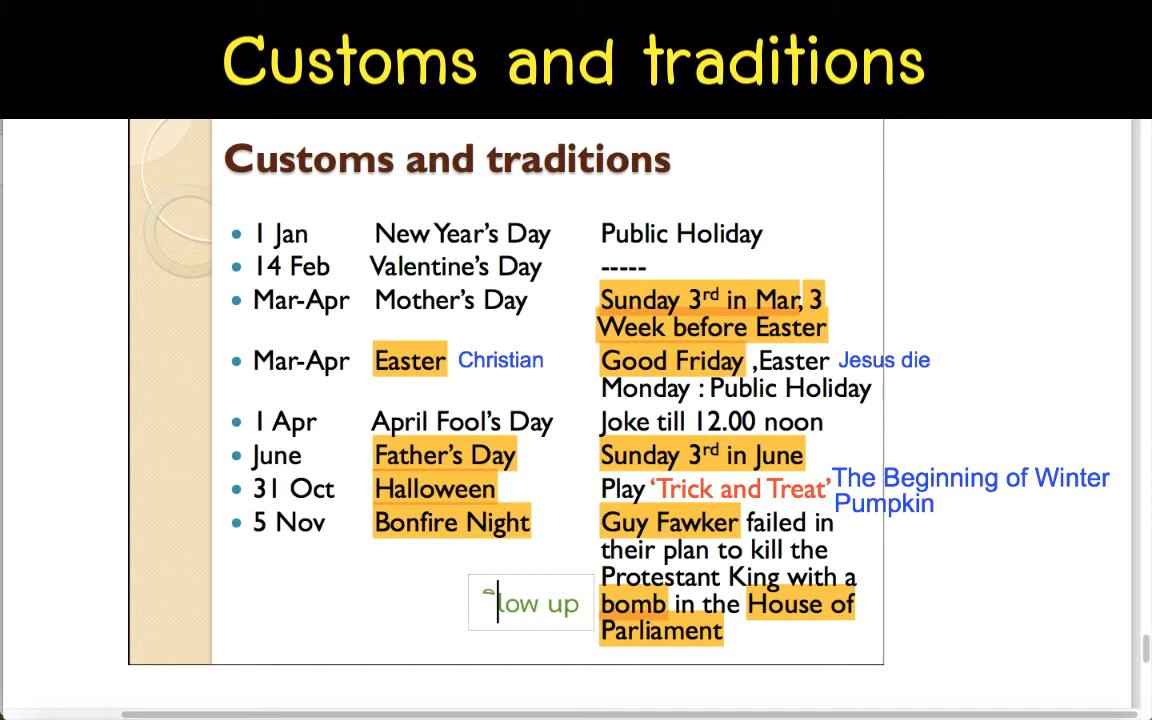 Customs and traditions
Customs and traditions
• 1 Jan New Year's Day Public Holiday
• 14 Feb Valentine's Day -----
• Mar-Apr Mother's Day Sunday 3rd in Mar, 3
Week before Easter
• Mar-Apr Easter Christian Good Friday ,Easter Jesus die
Monday : Public Holiday
• 1 Apr April Fool's Day Joke till 12.00 noon
• June Father's Day Sunday 3rd in June
• 31 Oct Halloween Play 'Trick and Treat' The Beginning of Winter
Pumpkin
• 5 Nov Bonfire Night Guy Fawker failed in
their plan to kill the
Protestant King with a
low up bomb in the House of
Parliament